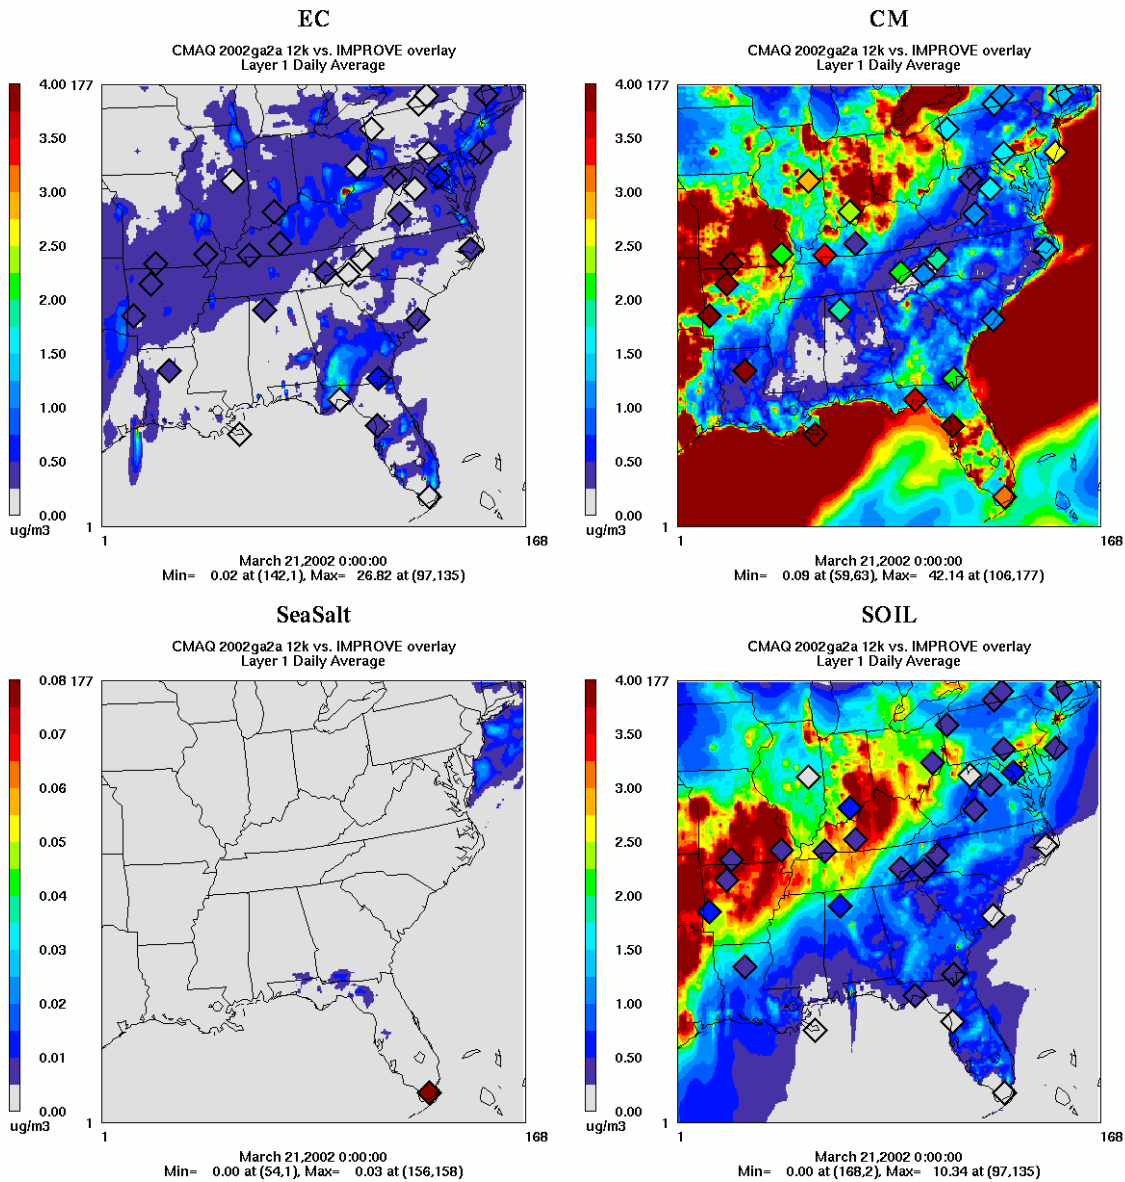 EC
CMAQ 2002ga2a 12k vs. IMPROVE overlay
Layer 1 Daily Average
4.00
3.50
3.00
2.50
2.00
1.50
1.00
0.50
0.00
ug/m3
177
1
1
168
March 21,2002 0:00:00
Min= 0.02 at (142,1), Max= 26.82 at (97,135)
CM
CMAQ 2002ga2a 12k vs. IMPROVE overlay
Layer 1 Daily Average
4.00
3.50
3.00
2.50
2.00
1.50
1.00
0.50
0.00
ug/m3
177
1
1
168
March 21,2002 0:00:00
Min= 0.09 at (59,63), Max= 42.14 at (106,177)
SeaSalt
CMAQ 2002ga2a 12k vs. IMPROVE overlay
Layer 1 Daily Average
0.08
0.07
0.06
0.05
0.04
0.03
0.02
0.01
0.00
ug/m3
177
1
1
168
March 21,2002 0:00:00
Min= 0.00 at (54,1), Max= 0.03 at (156,158)
SOIL
CMAQ 2002ga2a 12k vs. IMPROVE overlay
Layer 1 Daily Average
4.00
3.50
3.00
2.50
2.00
1.50
1.00
0.50
0.00
ug/m3
177
1
1
168
March 21,2002 0:00:00
Min= 0.00 at (168,2), Max= 10.34 at (97,135)